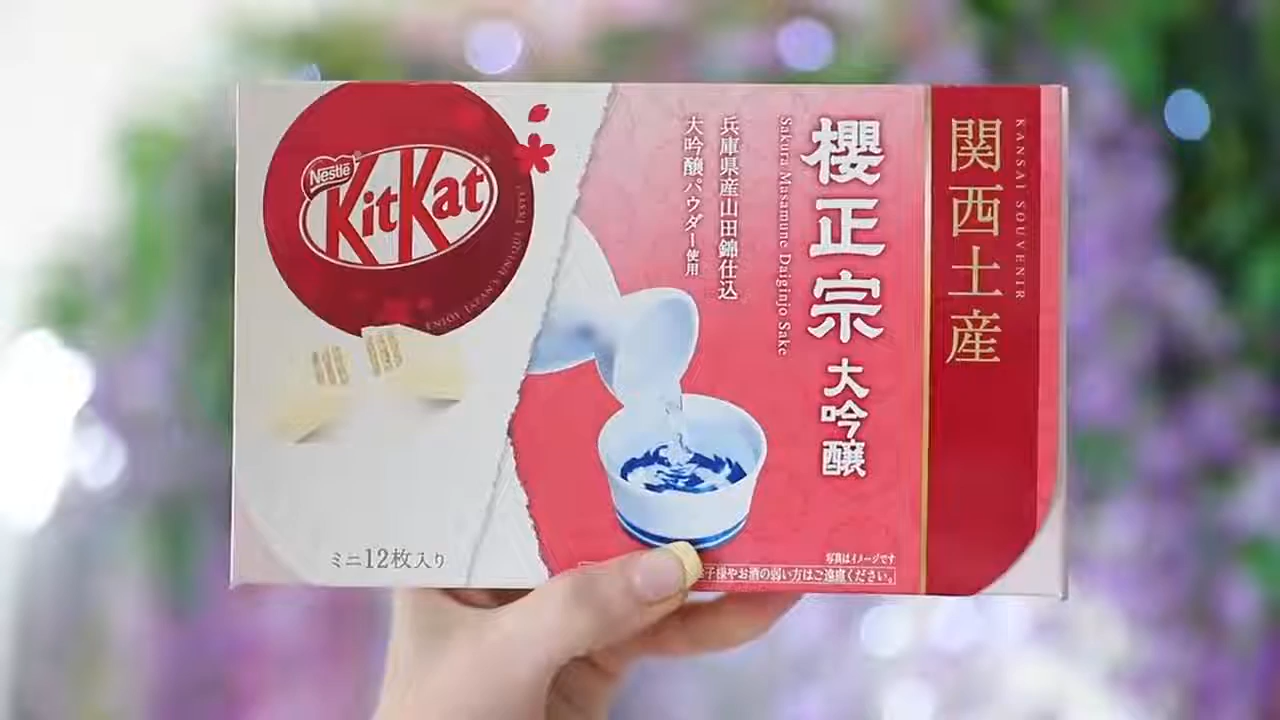 Nestlé
KitKat
ENJOY JAPAN'S UNIQUE TASTE!
KANSAI SOUVENIR
関西土産
櫻正宗 大吟醸
Sakura Masamune Daiginjo Sake
兵庫県産山田錦仕込
大吟醸パウダー使用
ミニ12枚入り
写真はイメージです
子様やお酒の弱い方はご遠慮ください。